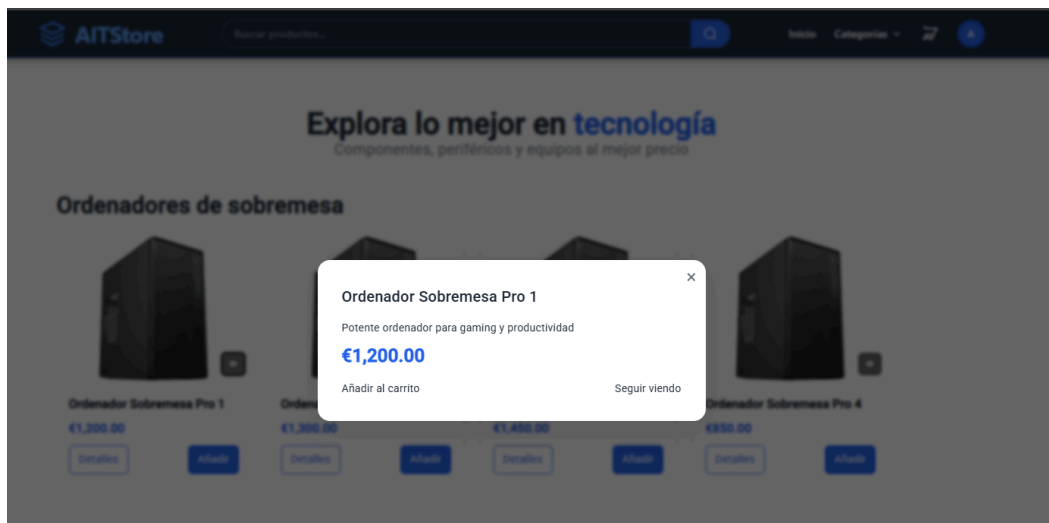 AITStore
Buscar productos...
Inicio
Categorías
A
Explora lo mejor en tecnología
Componentes, periféricos y equipos al mejor precio
Ordenadores de sobremesa
×
Ordenador Sobremesa Pro 1
Potente ordenador para gaming y productividad
€1,200.00
Añadir al carrito
Seguir viendo
Ordenador Sobremesa Pro 1
Ordenador Sobremesa Pro 4
€1,200.00
€1,300.00
€1,450.00
€850.00
Detalles
Añadir
Detalles
Añadir
Detalles
Añadir
Detalles
Añadir